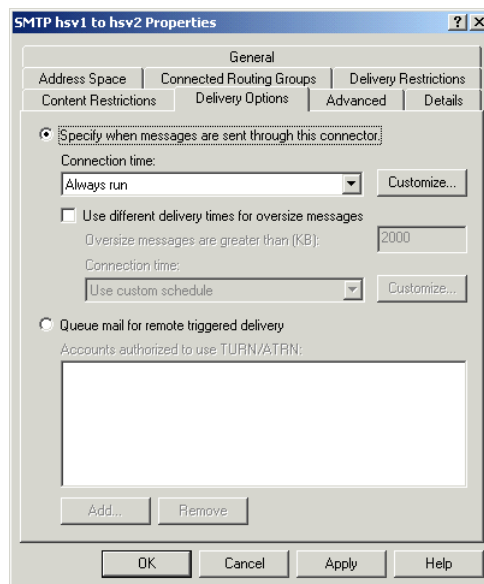 SMTP hsv1 to hsv2 Properties
General
Address Space
Connected Routing Groups
Delivery Restrictions
Content Restrictions
Delivery Options
Advanced
Details
Specify when messages are sent through this connector.
Connection time:
Always run
Customize...
Use different delivery times for oversize messages
Oversize messages are greater than (KB):
2000
Connection time:
Use custom schedule
Customize...
Queue mail for remote triggered delivery
Accounts authorized to use TURN/ATRN:
Add...
Remove
OK
Cancel
Apply
Help